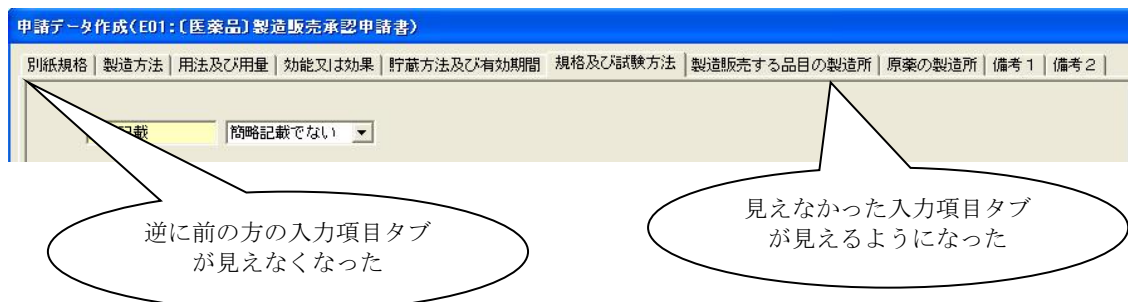 申請データ作成(E01:〔医薬品〕製造販売承認申請書)
別紙規格 製造方法 用法及び用量 効能又は効果 貯蔵方法及び有効期間 規格及び試験方法 製造販売する品目の製造所 原薬の製造所 備考1 備考2
記載 簡略記載でない
逆に前の方の入力項目タブ
が見えなくなった
見えなかった入力項目タブ
が見えるようになった